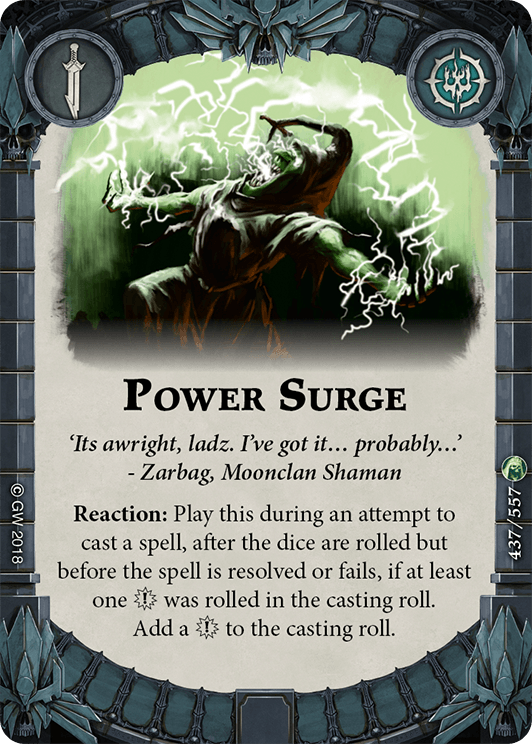 POWER SURGE
‘Its awright, ladz. I’ve got it… probably…’
- Zarbag, Moonclan Shaman
Reaction: Play this during an attempt to
cast a spell, after the dice are rolled but
before the spell is resolved or fails, if at least
one was rolled in the casting roll.
Add a to the casting roll.
© GW 2018
437/557